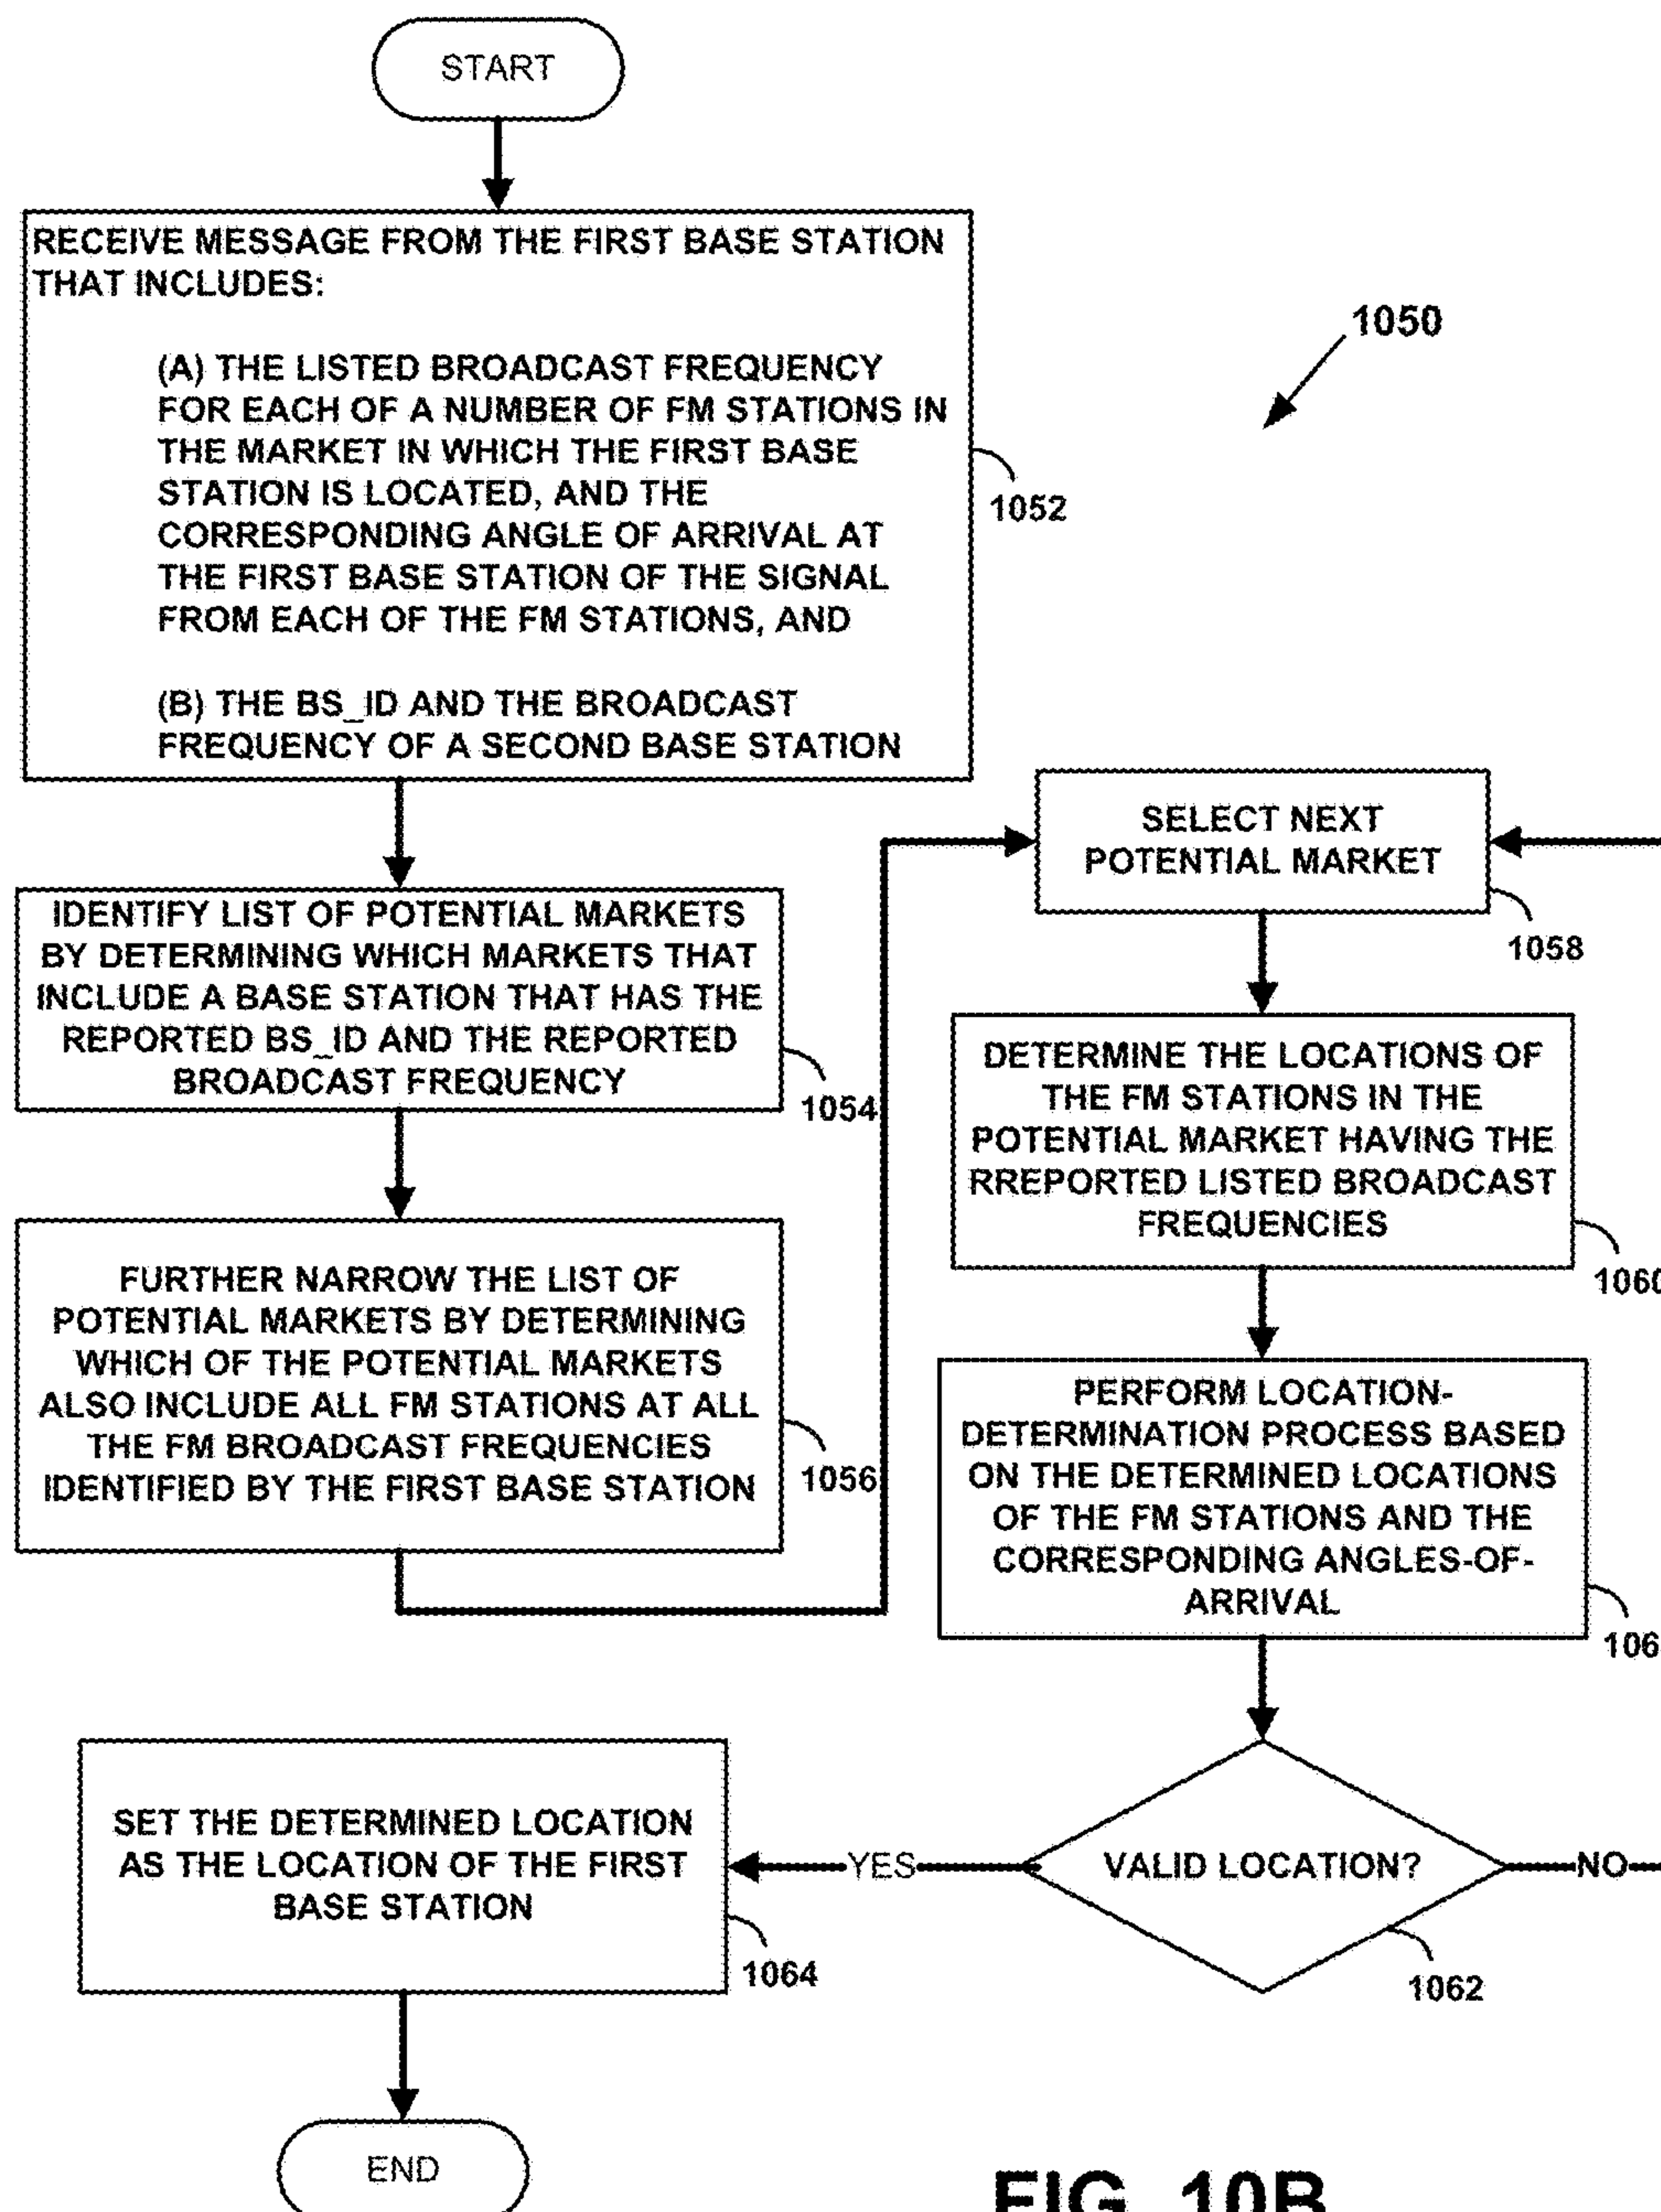 START
RECEIVE MESSAGE FROM THE FIRST BASE STATION
THAT INCLUDES:
(A) THE LISTED BROADCAST FREQUENCY
FOR EACH OF A NUMBER OF FM STATIONS IN
THE MARKET IN WHICH THE FIRST BASE
STATION IS LOCATED, AND THE
CORRESPONDING ANGLE OF ARRIVAL AT
THE FIRST BASE STATION OF THE SIGNAL
FROM EACH OF THE FM STATIONS, AND
(B) THE BS_ID AND THE BROADCAST
FREQUENCY OF A SECOND BASE STATION
1052
1050
IDENTIFY LIST OF POTENTIAL MARKETS
BY DETERMINING WHICH MARKETS THAT
INCLUDE A BASE STATION THAT HAS THE
REPORTED BS_ID AND THE REPORTED
BROADCAST FREQUENCY
1054
FURTHER NARROW THE LIST OF
POTENTIAL MARKETS BY DETERMINING
WHICH OF THE POTENTIAL MARKETS
ALSO INCLUDE ALL FM STATIONS AT ALL
THE FM BROADCAST FREQUENCIES
IDENTIFIED BY THE FIRST BASE STATION
1056
SELECT NEXT
POTENTIAL MARKET
1058
DETERMINE THE LOCATIONS OF
THE FM STATIONS IN THE
POTENTIAL MARKET HAVING THE
RREPORTED LISTED BROADCAST
FREQUENCIES
1060
PERFORM LOCATION-
DETERMINATION PROCESS BASED
ON THE DETERMINED LOCATIONS
OF THE FM STATIONS AND THE
CORRESPONDING ANGLES-OF-
ARRIVAL
106
VALID LOCATION?
NO
YES
1062
SET THE DETERMINED LOCATION
AS THE LOCATION OF THE FIRST
BASE STATION
1064
END
FIG. 10B